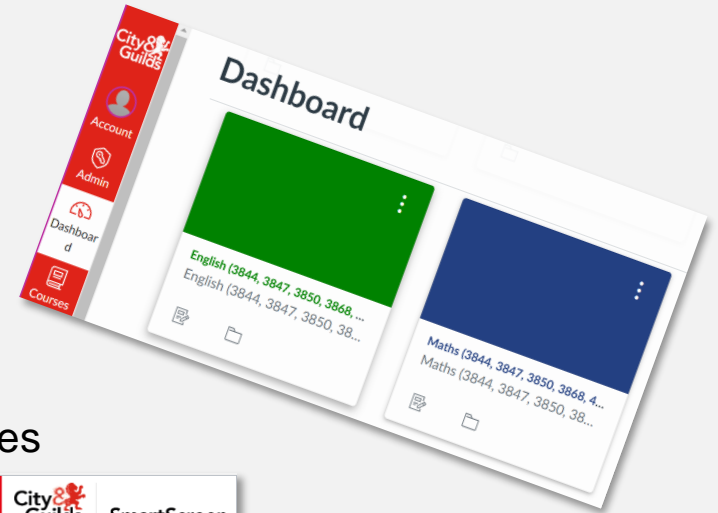 City &
Guilds
Account
Admin
Dashboar
d
Courses
Dashboard
English (3844, 3847, 3850, 3868, ...
English (3844, 3847, 3850, 38...
Maths (3844, 3847, 3850, 3868, 4...
Maths (3844, 3847, 3850, 38...
es
City &
Guilds
SmartScreen